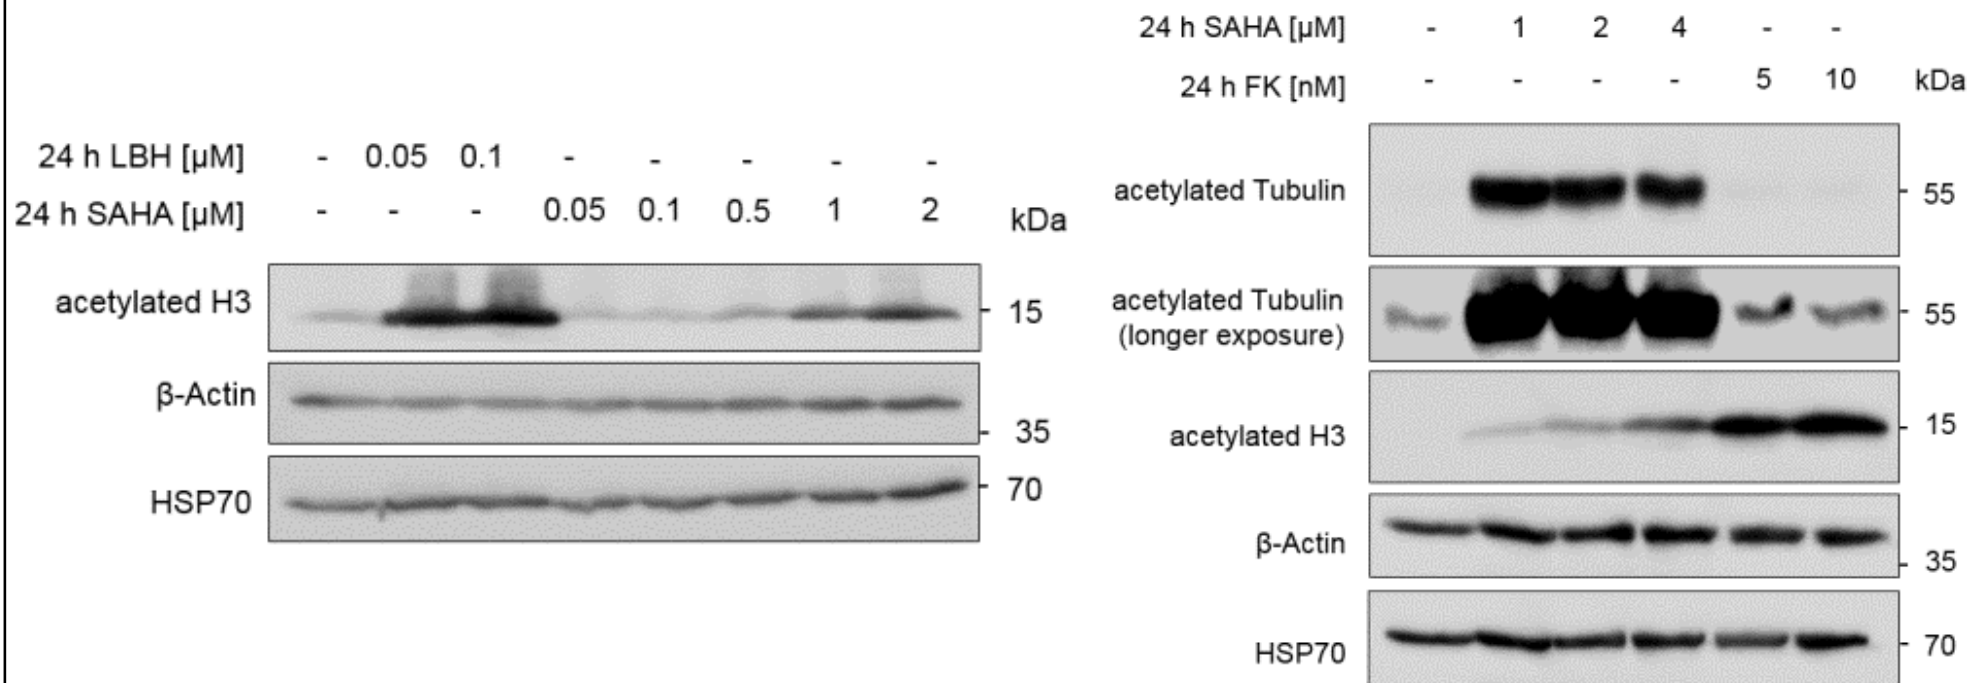 24 h LBH [µM] - 0.05 0.1 - - - - -
24 h SAHA [µM] - - - 0.05 0.1 0.5 1 2 kDa
acetylated H3 15
β-Actin 35
HSP70 70
24 h SAHA [µM] - 1 2 4 - -
24 h FK [nM] - - - - 5 10 kDa
acetylated Tubulin 55
acetylated Tubulin
(longer exposure) 55
acetylated H3 15
β-Actin 35
HSP70 70